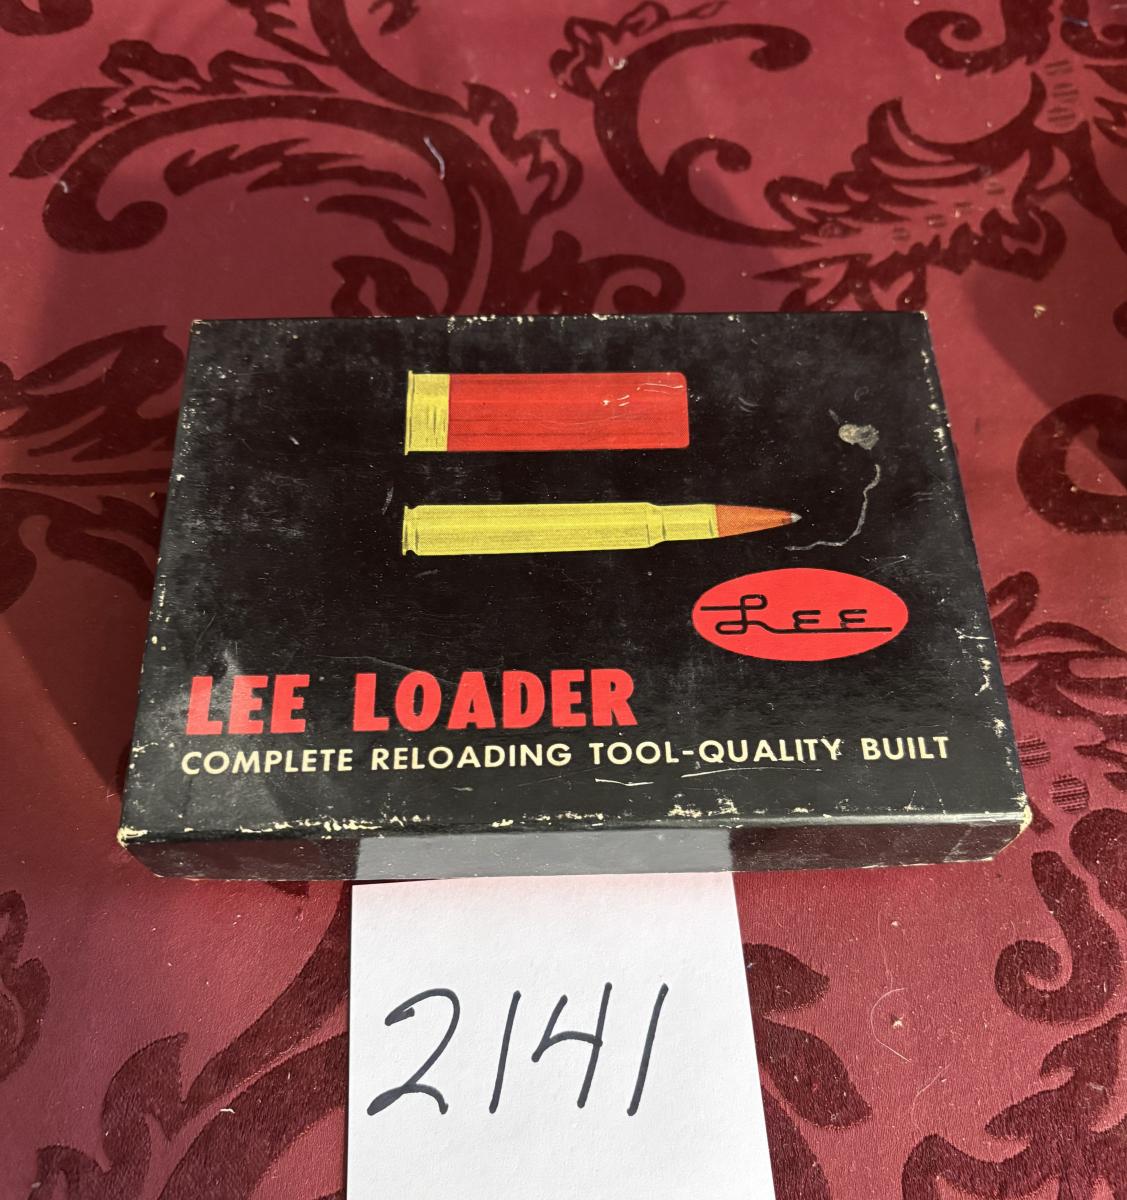 Lee
LEE LOADER
COMPLETE RELOADING TOOL-QUALITY BUILT
2141